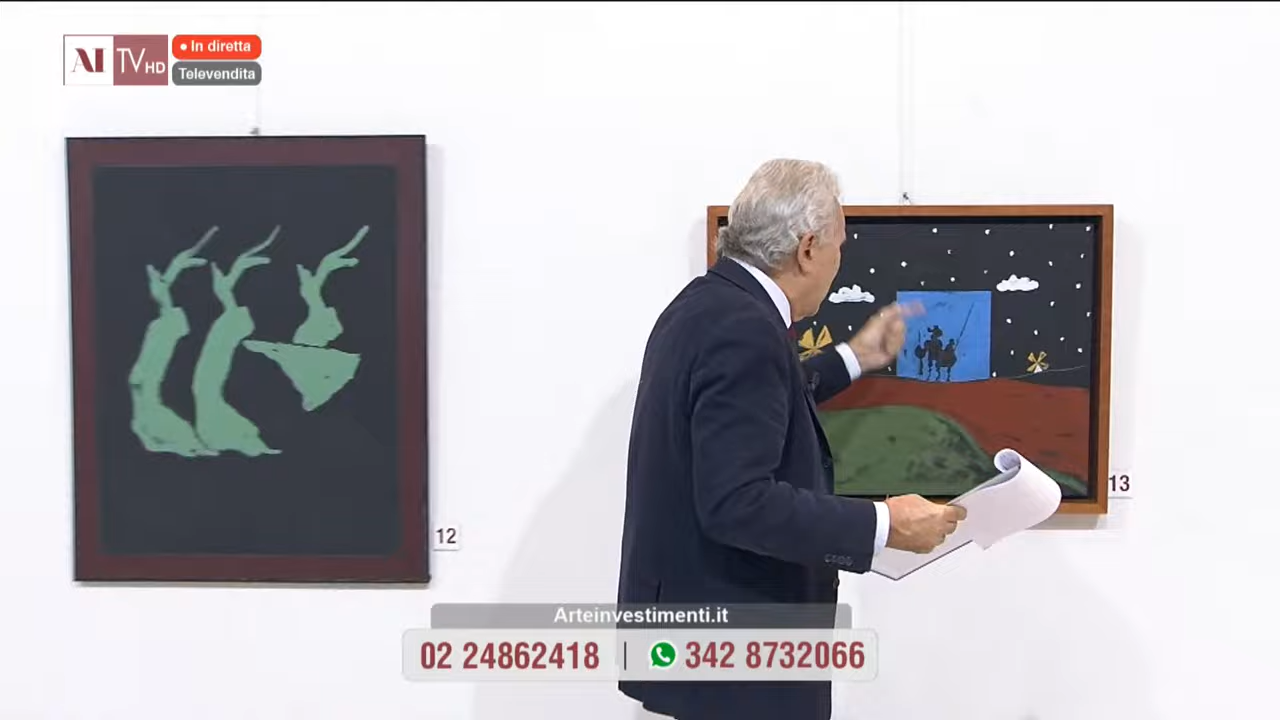 AI TV HD
• In diretta
Televendita
12
13
Arteinvestimenti.it
02 24862418 | 342 8732066